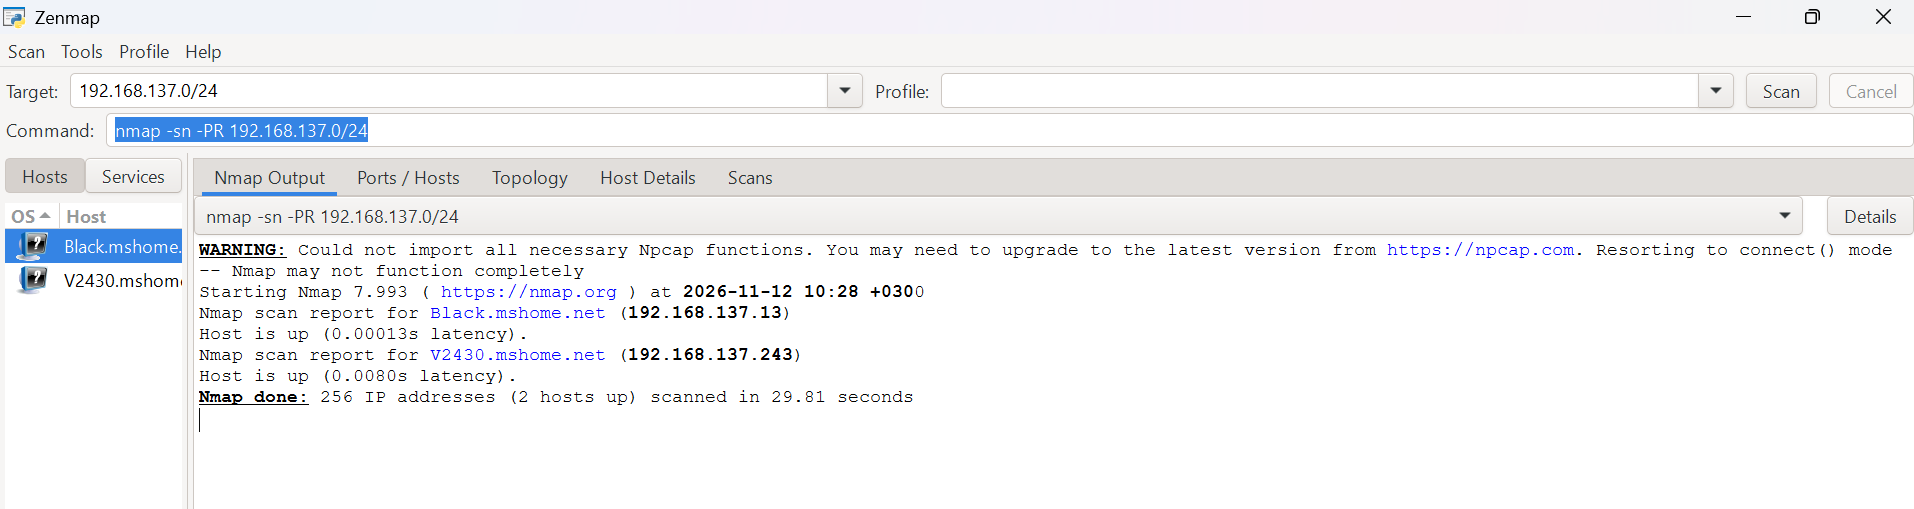 Zenmap
Scan Tools Profile Help
Target: 192.168.137.0/24 Profile: Scan Cancel
Command: nmap -sn -PR 192.168.137.0/24
Hosts Services
Nmap Output Ports / Hosts Topology Host Details Scans
OS Host
nmap -sn -PR 192.168.137.0/24 Details
Black.mshome.
V2430.mshom
WARNING: Could not import all necessary Npcap functions. You may need to upgrade to the latest version from https://npcap.com. Resorting to connect() mode
-- Nmap may not function completely
Starting Nmap 7.993 ( https://nmap.org ) at 2026-11-12 10:28 +0300
Nmap scan report for Black.mshome.net (192.168.137.13)
Host is up (0.00013s latency).
Nmap scan report for V2430.mshome.net (192.168.137.243)
Host is up (0.0080s latency).
Nmap done: 256 IP addresses (2 hosts up) scanned in 29.81 seconds